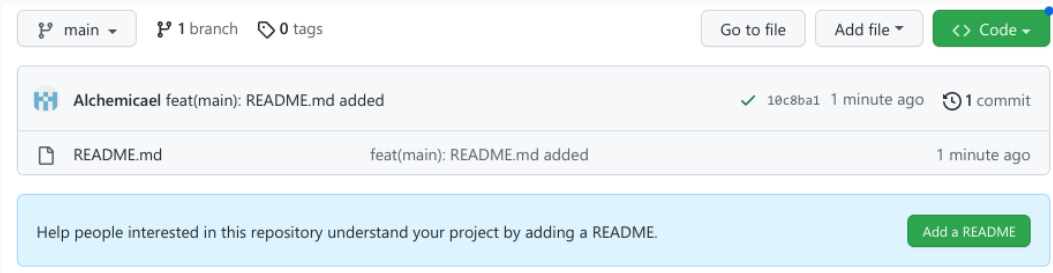 main 1 branch 0 tags Go to file Add file <> Code
Alchemicael feat(main): README.md added 10c8ba1 1 minute ago 1 commit
README.md feat(main): README.md added 1 minute ago
Help people interested in this repository understand your project by adding a README. Add a README